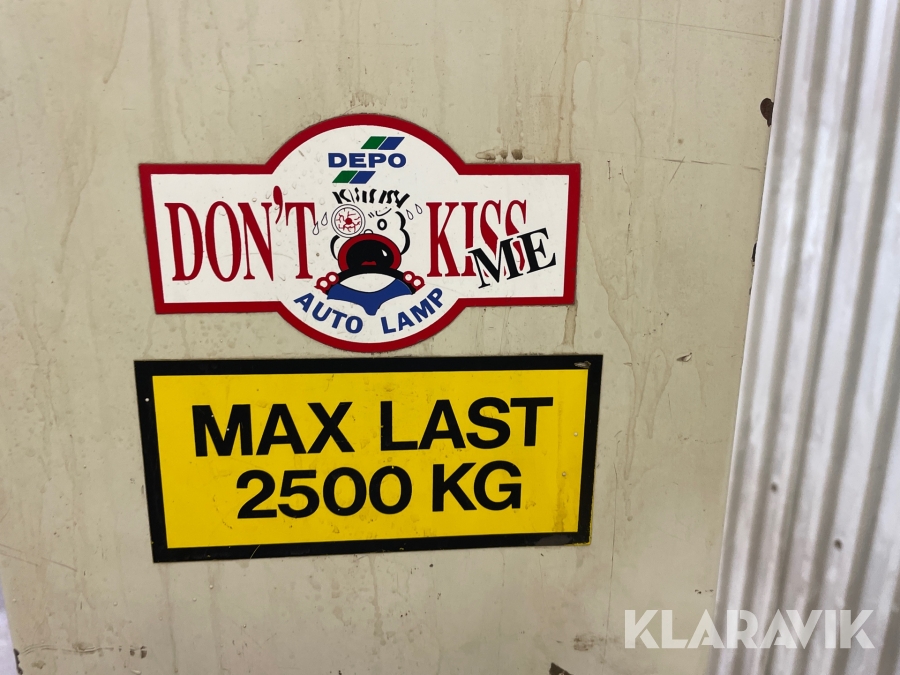 DEPO
DON'T KISS
ME
AUTO LAMP
MAX LAST
2500 KG
KLARAVIK